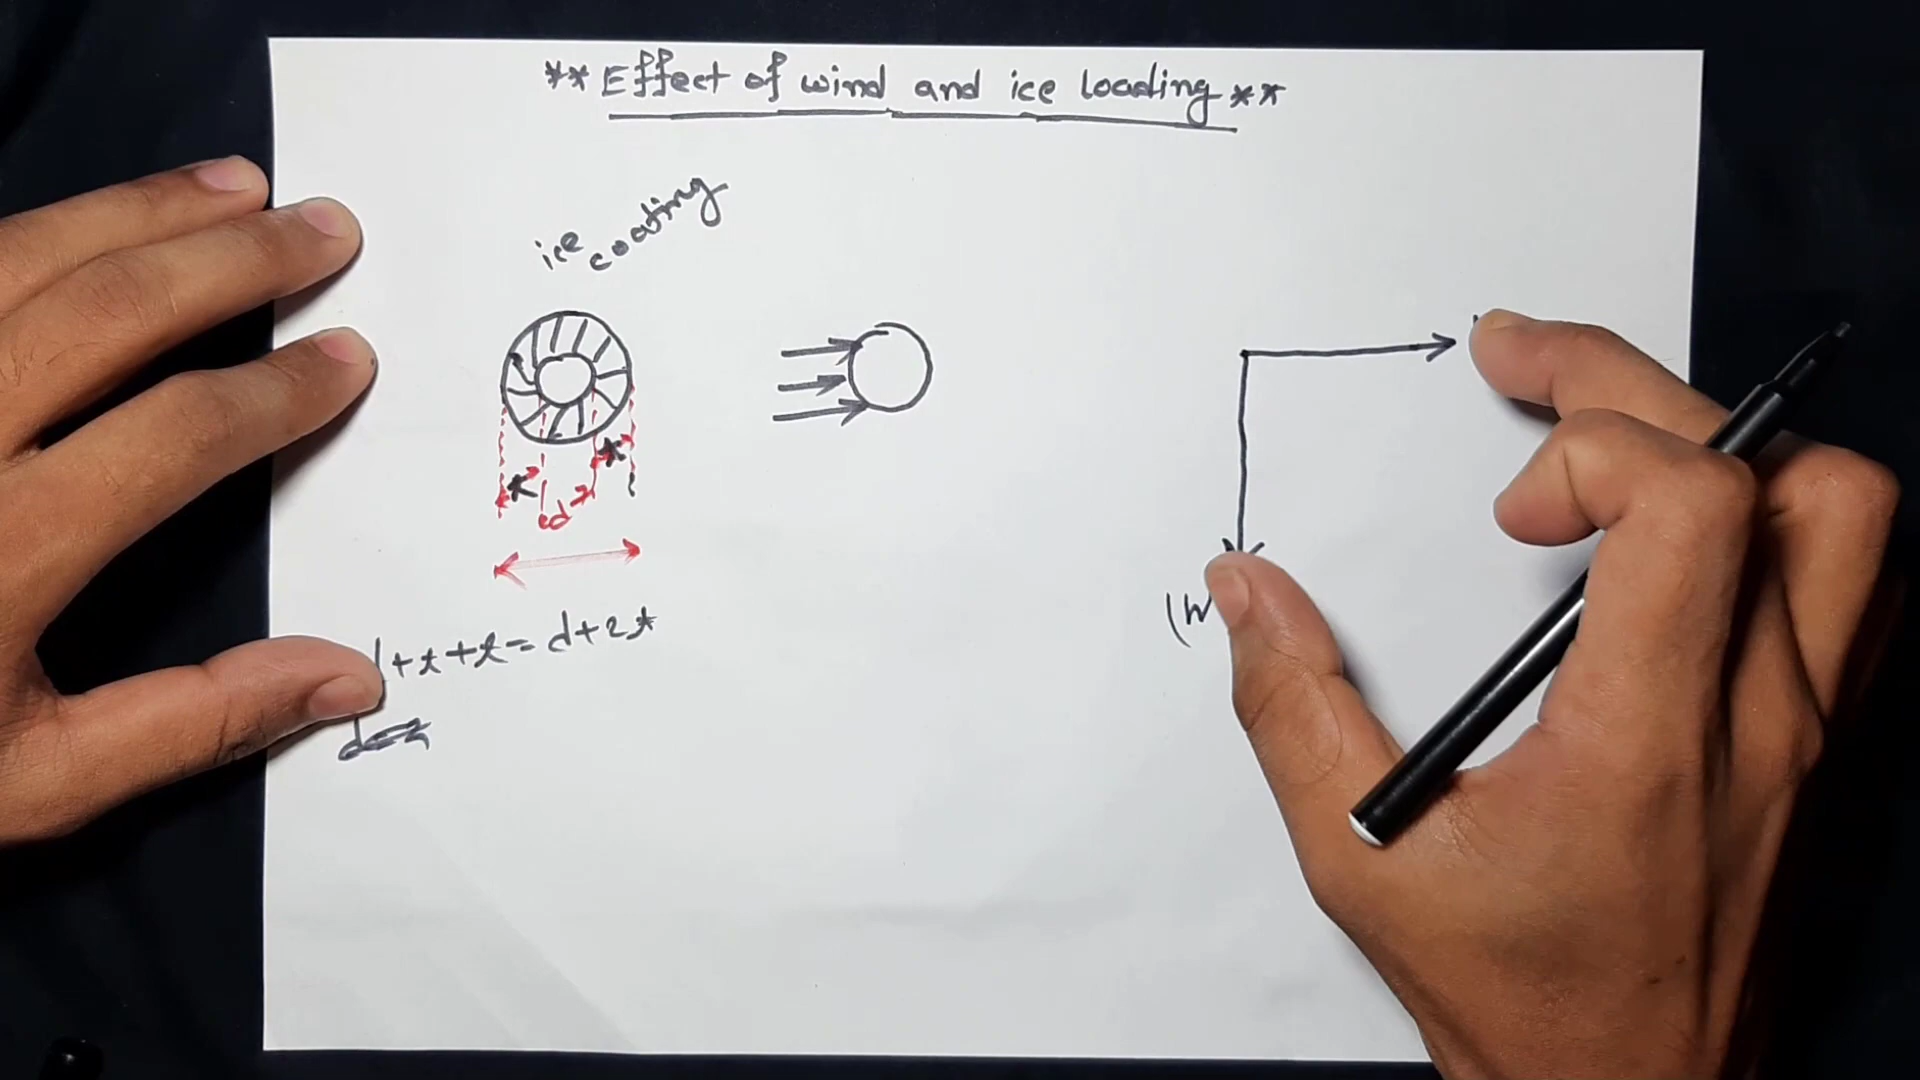 ** Effect of wind and ice loading **
ice coating
t
t
d
+t+t=d+2t
(W